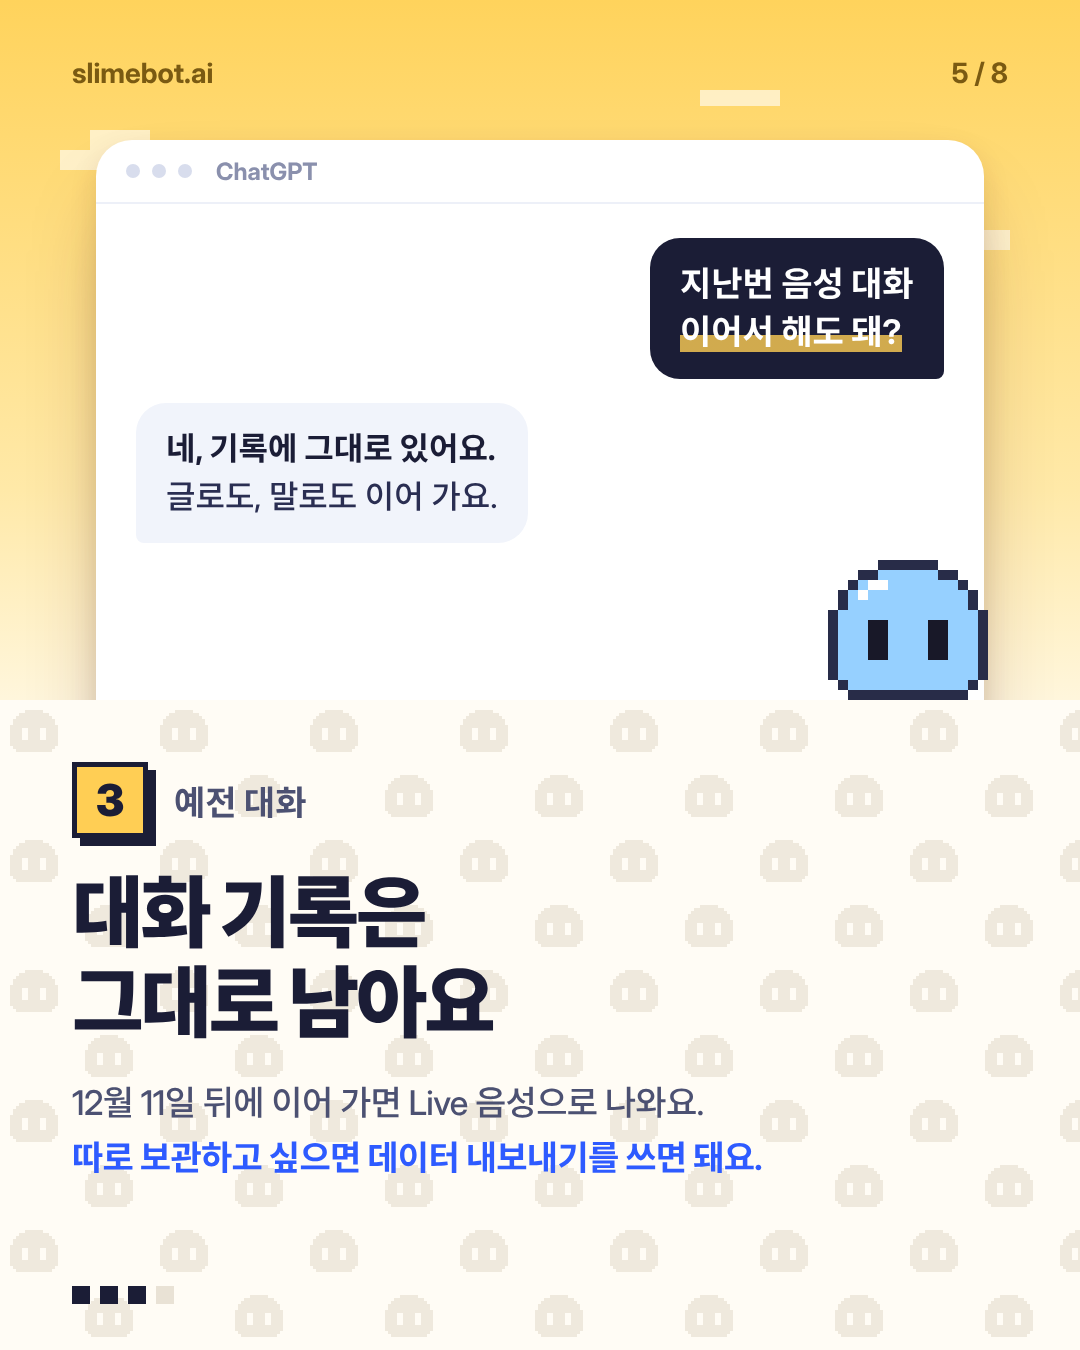 slimebot.ai
5 / 8
ChatGPT
지난번 음성 대화
이어서 해도 돼?
네, 기록에 그대로 있어요.
글로도, 말로도 이어 가요.
3
예전 대화
대화 기록은
그대로 남아요
12월 11일 뒤에 이어 가면 Live 음성으로 나와요.
따로 보관하고 싶으면 데이터 내보내기를 쓰면 돼요.